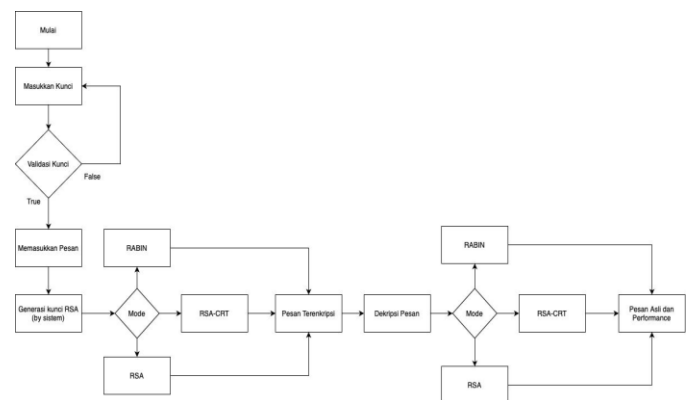 Mulai
Masukkan Kunci
Validasi Kunci
False
True
Memasukkan Pesan
Generasi kunci RSA
(by sistem)
Mode
RABIN
RSA-CRT
RSA
Pesan Terenkripsi
Dekripsi Pesan
Mode
RABIN
RSA-CRT
RSA
Pesan Asli dan
Performance